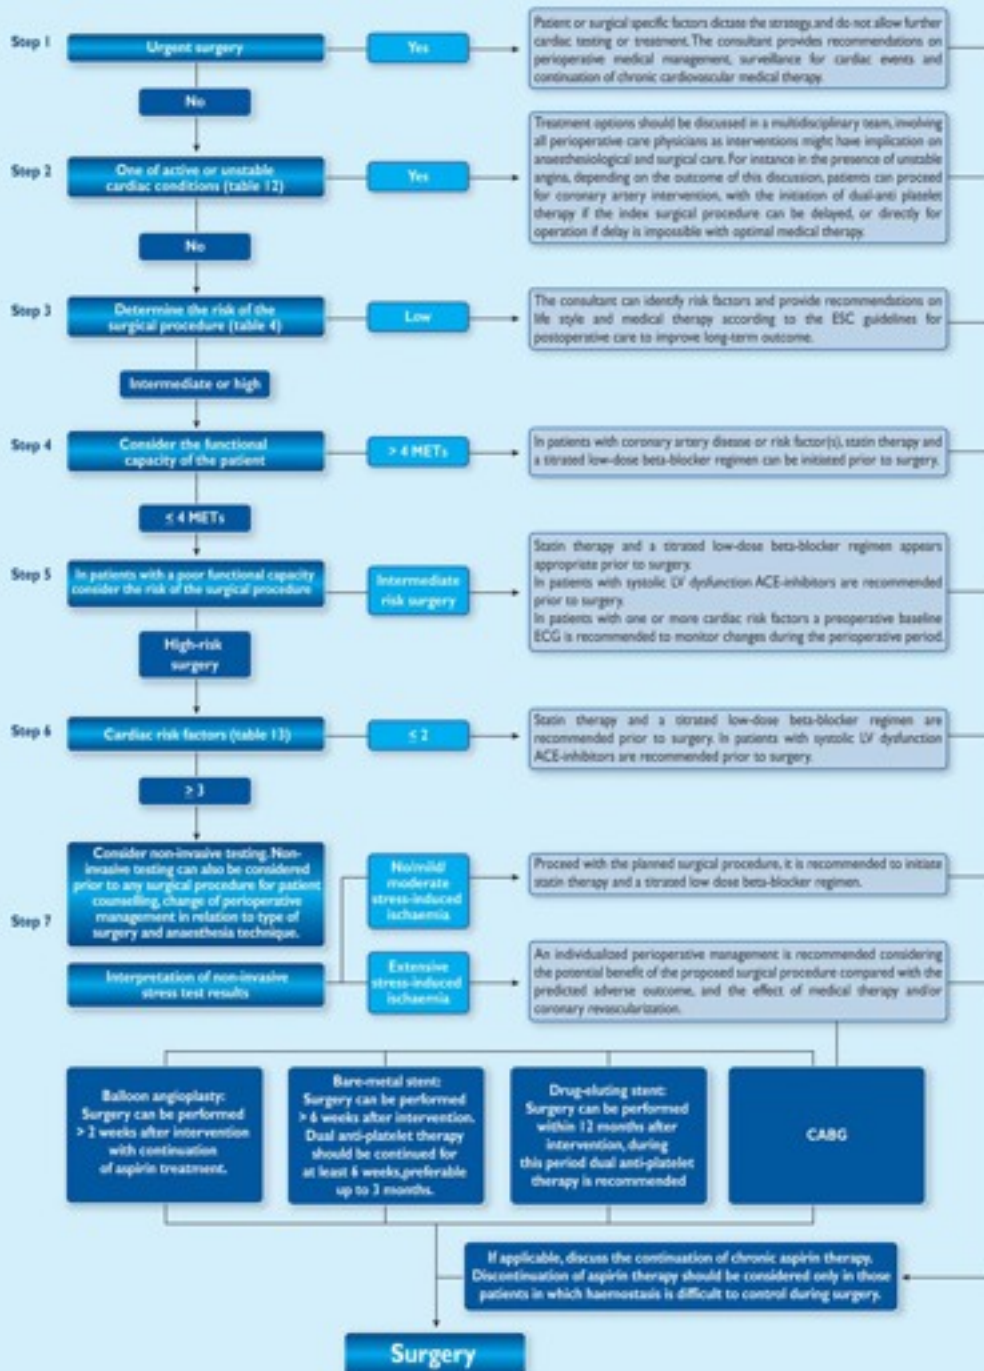 Step 1
Urgent surgery
Yes
Patient or surgical specific factors dictate the strategy, and do not allow further
cardiac testing or treatment. The consultant provides recommendations on
perioperative medical management, surveillance for cardiac events and
continuation of chronic cardiovascular medical therapy.
No
Step 2
One of active or unstable
cardiac conditions (table 12)
Yes
Treatment options should be discussed in a multidisciplinary team, involving
all perioperative care physicians as interventions might have implication on
anaesthesiological and surgical care. For instance in the presence of unstable
angina, depending on the outcome of this discussion, patients can proceed
for coronary artery intervention, with the initiation of dual-anti platelet
therapy if the index surgical procedure can be delayed, or directly for
operation if delay is impossible with optimal medical therapy.
No
Step 3
Determine the risk of the
surgical procedure (table 4)
Low
The consultant can identify risk factors and provide recommendations on
life style and medical therapy according to the ESC guidelines for
postoperative care to improve long-term outcome.
Intermediate or high
Step 4
Consider the functional
capacity of the patient
> 4 METs
In patients with coronary artery disease or risk factor(s), statin therapy and
a titrated low-dose beta-blocker regimen can be initiated prior to surgery.
≤ 4 METs
Step 5
In patients with a poor functional capacity
consider the risk of the surgical procedure
Intermediate
risk surgery
Statin therapy and a titrated low-dose beta-blocker regimen appears
appropriate prior to surgery.
In patients with systolic LV dysfunction ACE-inhibitors are recommended
prior to surgery.
In patients with one or more cardiac risk factors a preoperative baseline
ECG is recommended to monitor changes during the perioperative period.
High-risk
surgery
Step 6
Cardiac risk factors (table 13)
≤ 2
Statin therapy and a titrated low-dose beta-blocker regimen are
recommended prior to surgery. In patients with systolic LV dysfunction
ACE-inhibitors are recommended prior to surgery.
≥ 3
Step 7
Consider non-invasive testing. Non-
invasive testing can also be considered
prior to any surgical procedure for patient
counselling, change of perioperative
management in relation to type of
surgery and anaesthesia technique.
No/mild/
moderate
stress-induced
ischaemia
Proceed with the planned surgical procedure, it is recommended to initiate
statin therapy and a titrated low dose beta-blocker regimen.
Interpretation of non-invasive
stress test results
Extensive
stress-induced
ischaemia
An individualized perioperative management is recommended considering
the potential benefit of the proposed surgical procedure compared with the
predicted adverse outcome, and the effect of medical therapy and/or
coronary revascularization.
Balloon angioplasty:
Surgery can be performed
> 2 weeks after intervention
with continuation
of aspirin treatment.
Bare-metal stent:
Surgery can be performed
> 6 weeks after intervention.
Dual anti-platelet therapy
should be continued for
at least 6 weeks,preferable
up to 3 months.
Drug-eluting stent:
Surgery can be performed
within 12 months after
intervention, during
this period dual anti-platelet
therapy is recommended
CABG
If applicable, discuss the continuation of chronic aspirin therapy.
Discontinuation of aspirin therapy should be considered only in those
patients in which haemostasis is difficult to control during surgery.
Surgery